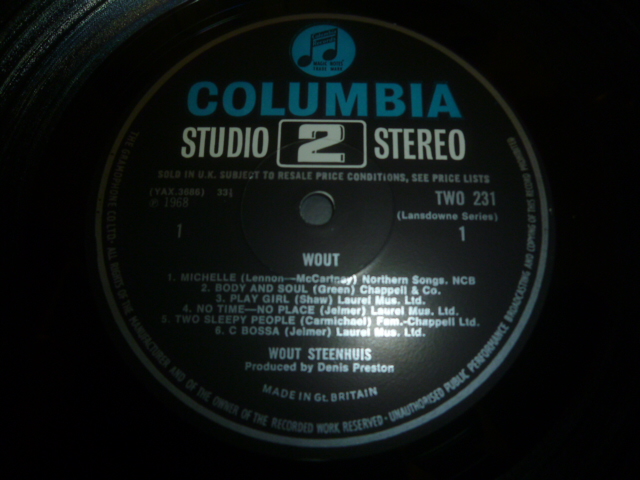 COLUMBIA
STUDIO 2 STEREO
SOLD IN U.K. SUBJECT TO RESALE PRICE CONDITIONS, SEE PRICE LISTS
(YAX.3686) 33⅓ TWO 231
℗ 1968 (Lansdowne Series)
1 1
WOUT
1. MICHELLE (Lennon—McCartney) Northern Songs. NCB
2. BODY AND SOUL (Green) Chappell & Co.
3. PLAY GIRL (Shaw) Laurel Mus. Ltd.
4. NO TIME—NO PLACE (Jelmer) Laurel Mus. Ltd.
5. TWO SLEEPY PEOPLE (Carmichael) Fam.-Chappell Ltd.
6. C BOSSA (Jelmer) Laurel Mus. Ltd.
WOUT STEENHUIS
Produced by Denis Preston
MADE IN Gt. BRITAIN
THE GRAMOPHONE CO LTD. ALL RIGHTS OF THE MANUFACTURER AND OF THE OWNER OF THE RECORDED WORK RESERVED · UNAUTHORISED PUBLIC PERFORMANCE BROADCASTING AND COPYING OF THIS RECORD PROHIBITED